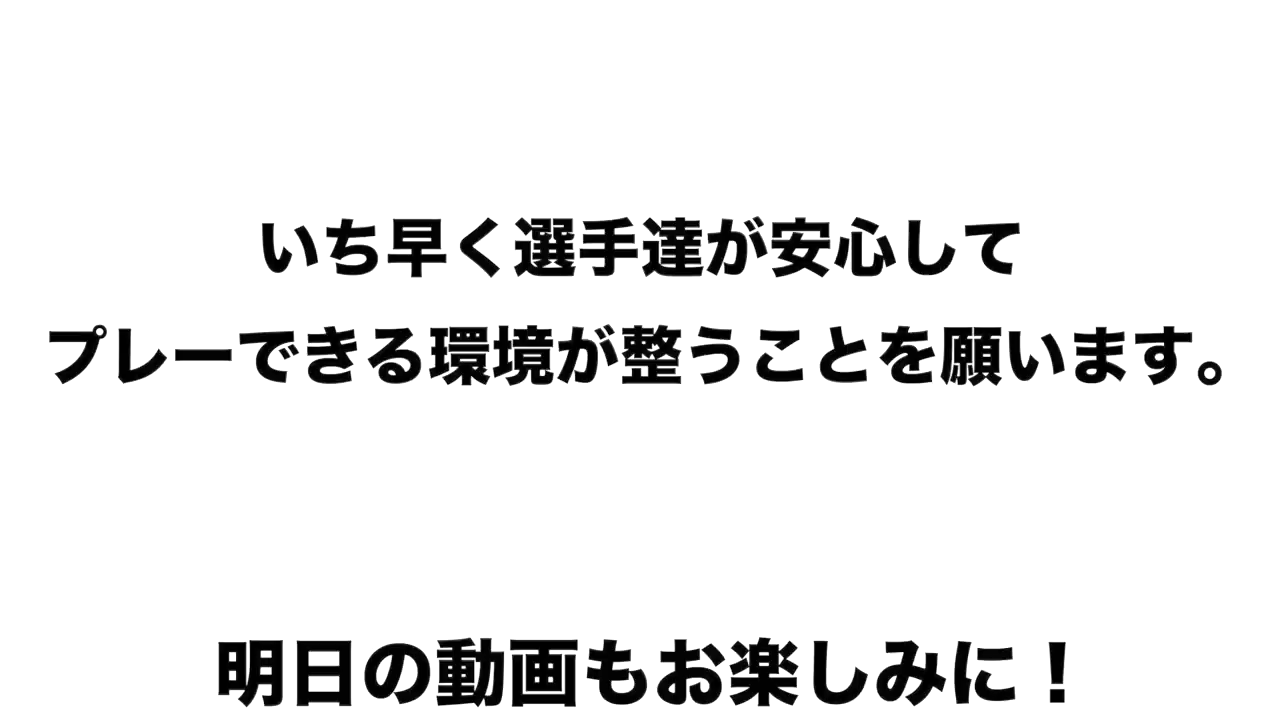 いち早く選手達が安心して
プレーできる環境が整うことを願います。
明日の動画もお楽しみに！